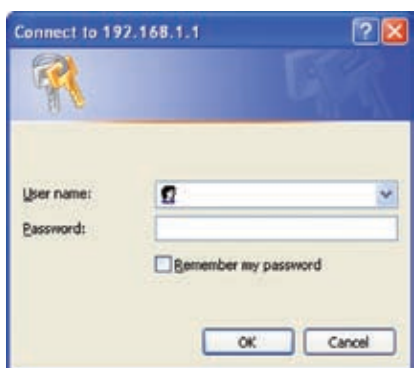 Connect to 192.168.1.1
User name:
Password:
Remember my password
OK
Cancel